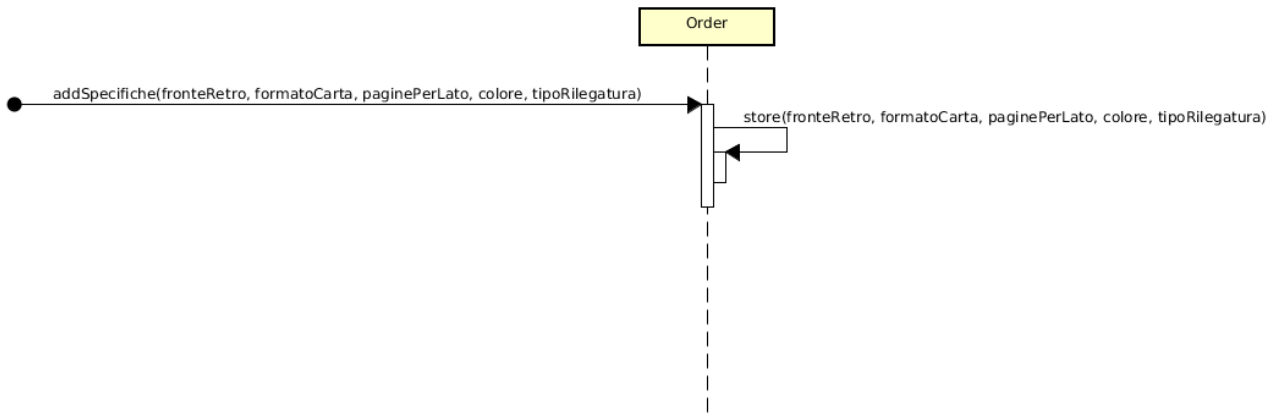 Order
addSpecifiche(fronteRetro, formatoCarta, paginePerLato, colore, tipoRilegatura)
store(fronteRetro, formatoCarta, paginePerLato, colore, tipoRilegatura)